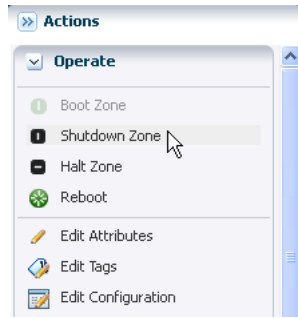 Actions
Operate
Boot Zone
Shutdown Zone
Halt Zone
Reboot
Edit Attributes
Edit Tags
Edit Configuration